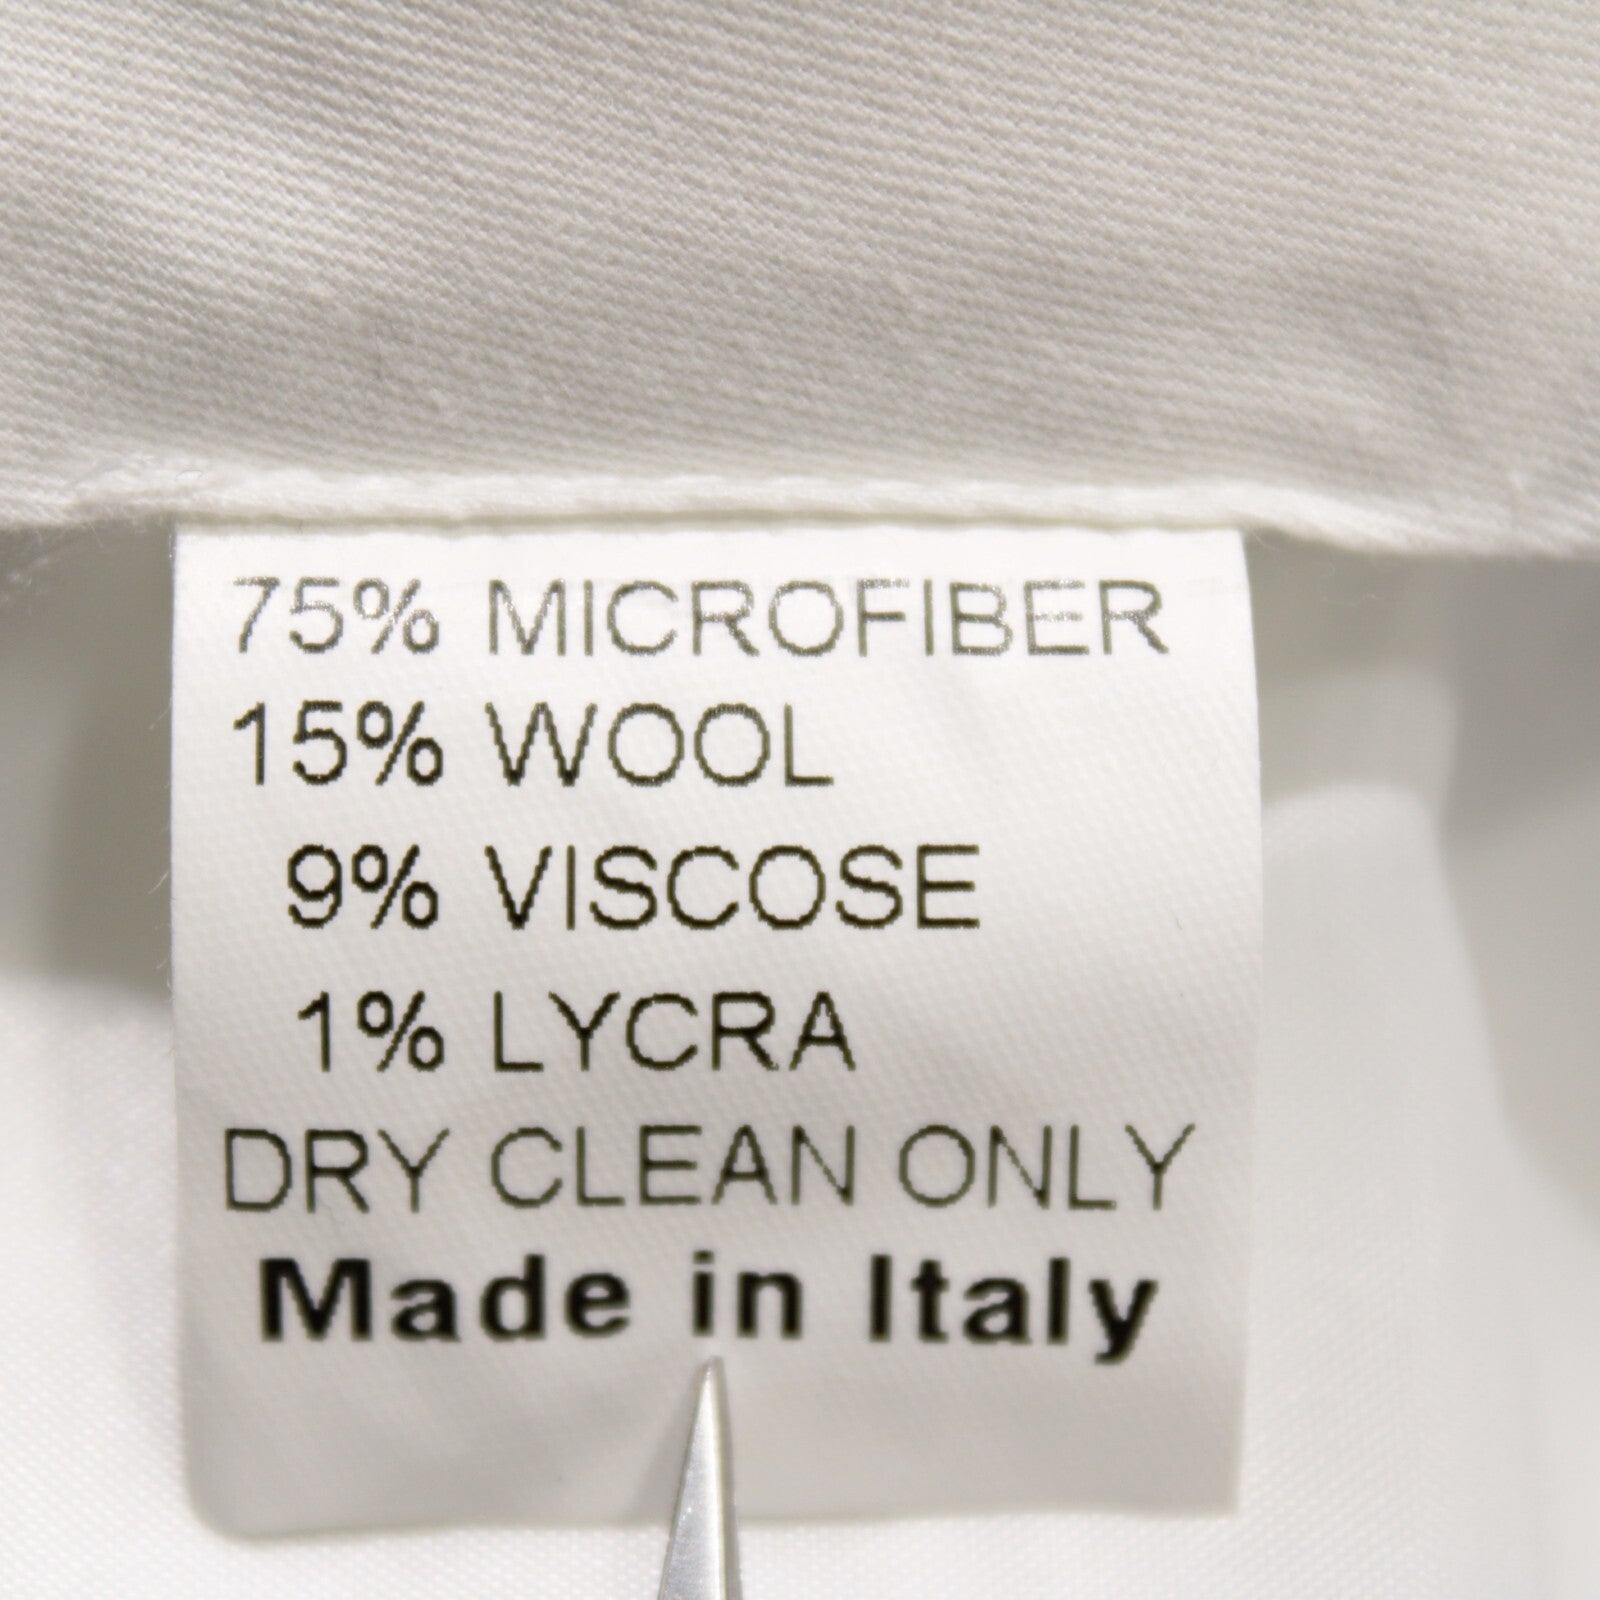 75% MICROFIBER
15% WOOL
9% VISCOSE
1% LYCRA
DRY CLEAN ONLY
Made in Italy